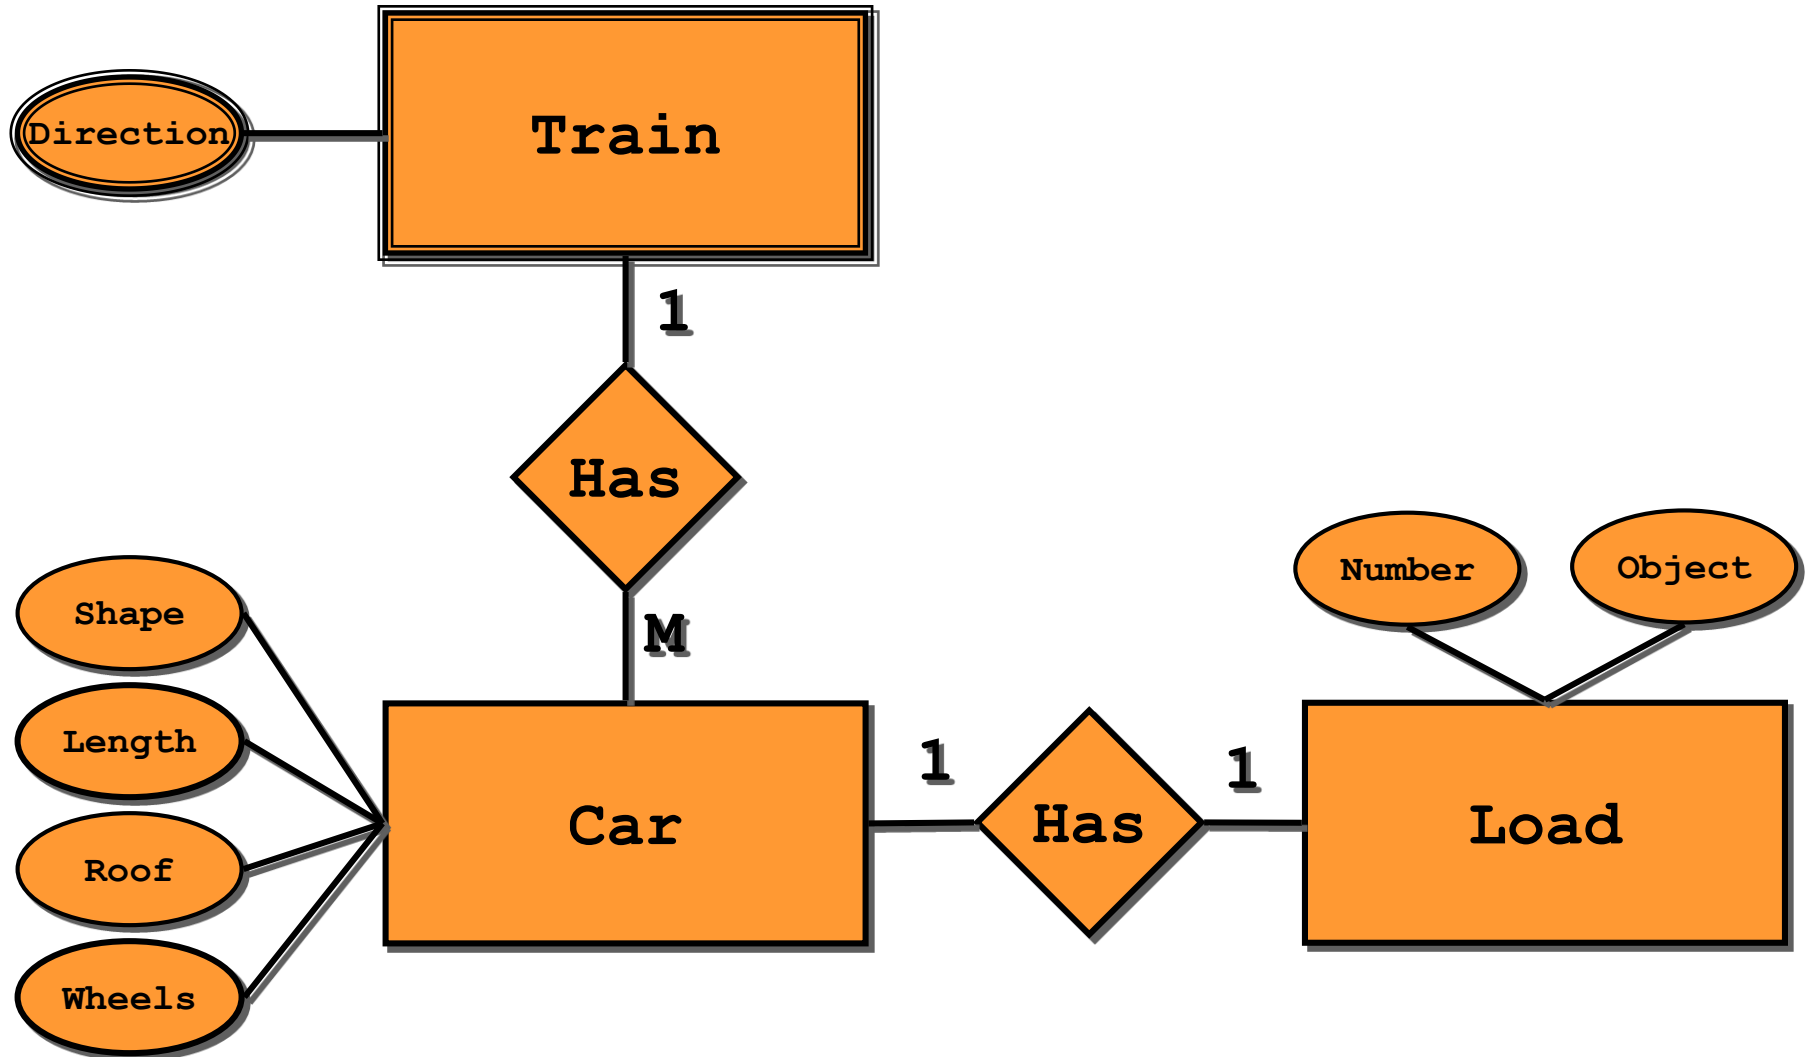 Direction
Train
1
Has
M
Shape
Length
Roof
Wheels
Car
1
Has
1
Number
Object
Load